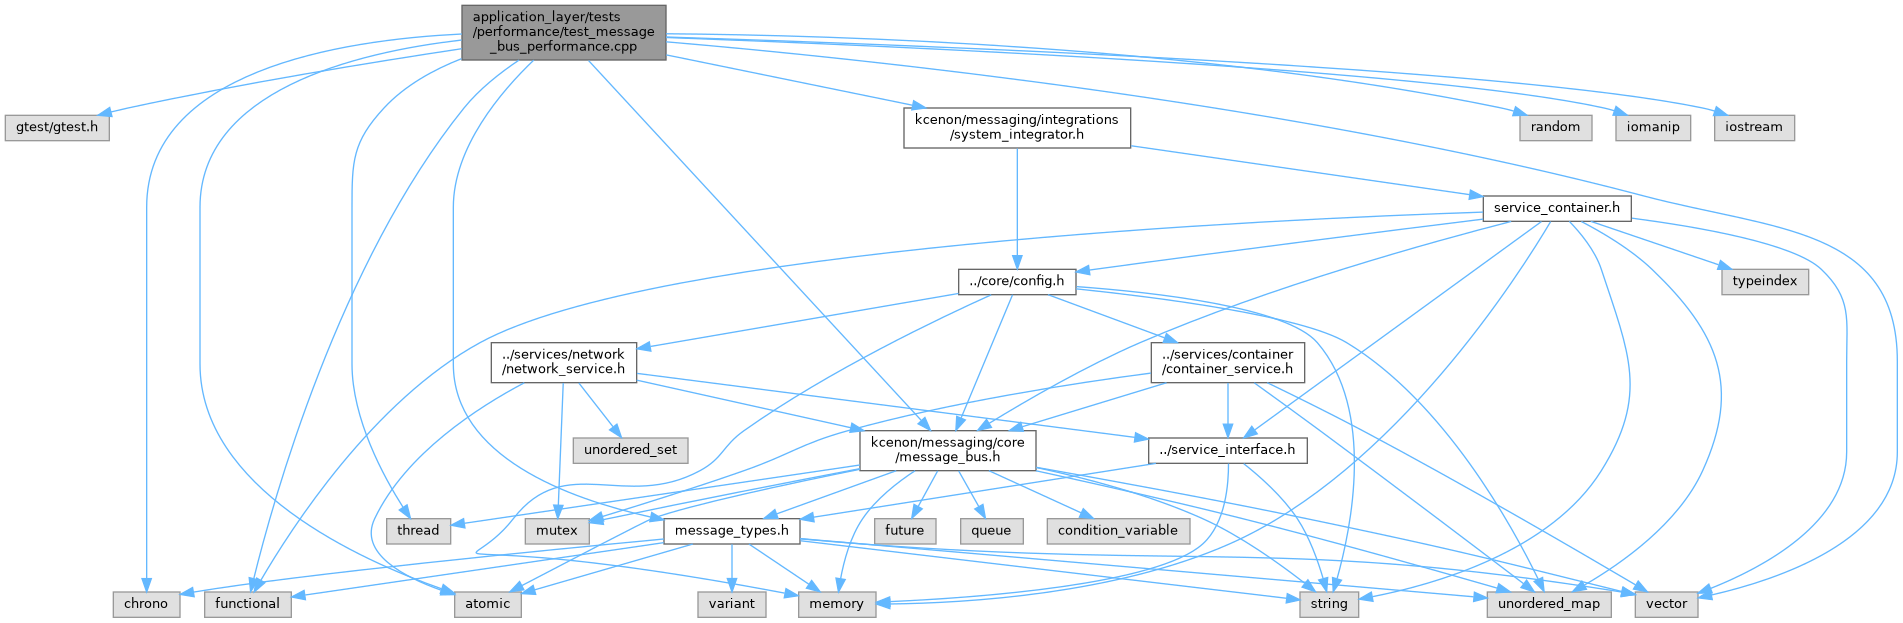 application_layer/tests
/performance/test_message
_bus_performance.cpp
gtest/gtest.h
kcenon/messaging/integrations
/system_integrator.h
random
iomanip
iostream
service_container.h
../core/config.h
typeindex
../services/network
/network_service.h
../services/container
/container_service.h
unordered_set
kcenon/messaging/core
/message_bus.h
../service_interface.h
thread
mutex
message_types.h
future
queue
condition_variable
chrono
functional
atomic
variant
memory
string
unordered_map
vector